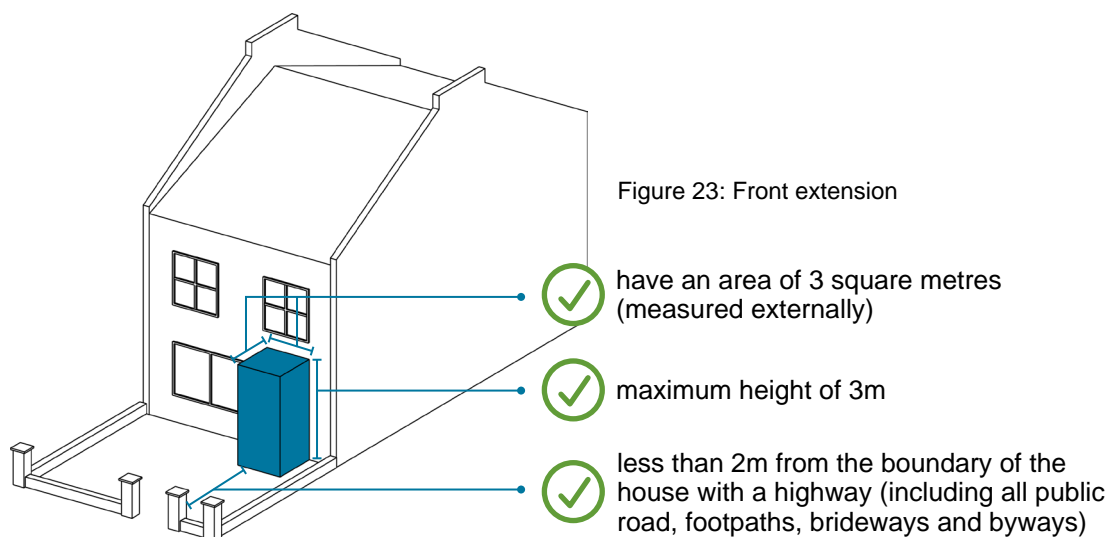 Figure 23: Front extension
have an area of 3 square metres
(measured externally)
maximum height of 3m
less than 2m from the boundary of the
house with a highway (including all public
road, footpaths, brideways and byways)